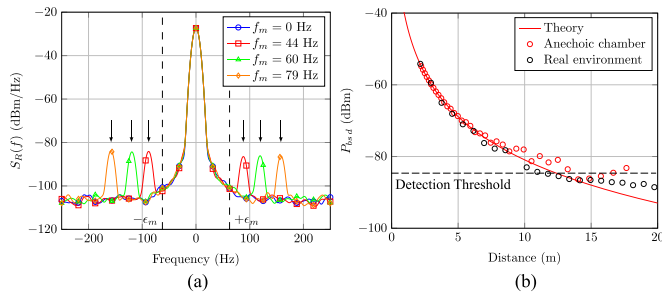 −20
−40
−60
−80
−100
−120
S_R(f) (dBm/Hz)
f_m = 0 Hz
f_m = 44 Hz
f_m = 60 Hz
f_m = 79 Hz
−ϵ_m
+ϵ_m
−200
−100
0
100
200
Frequency (Hz)
(a)
−40
−60
−80
−100
P_{bs d} (dBm)
Theory
Anechoic chamber
Real environment
Detection Threshold
0
5
10
15
20
Distance (m)
(b)